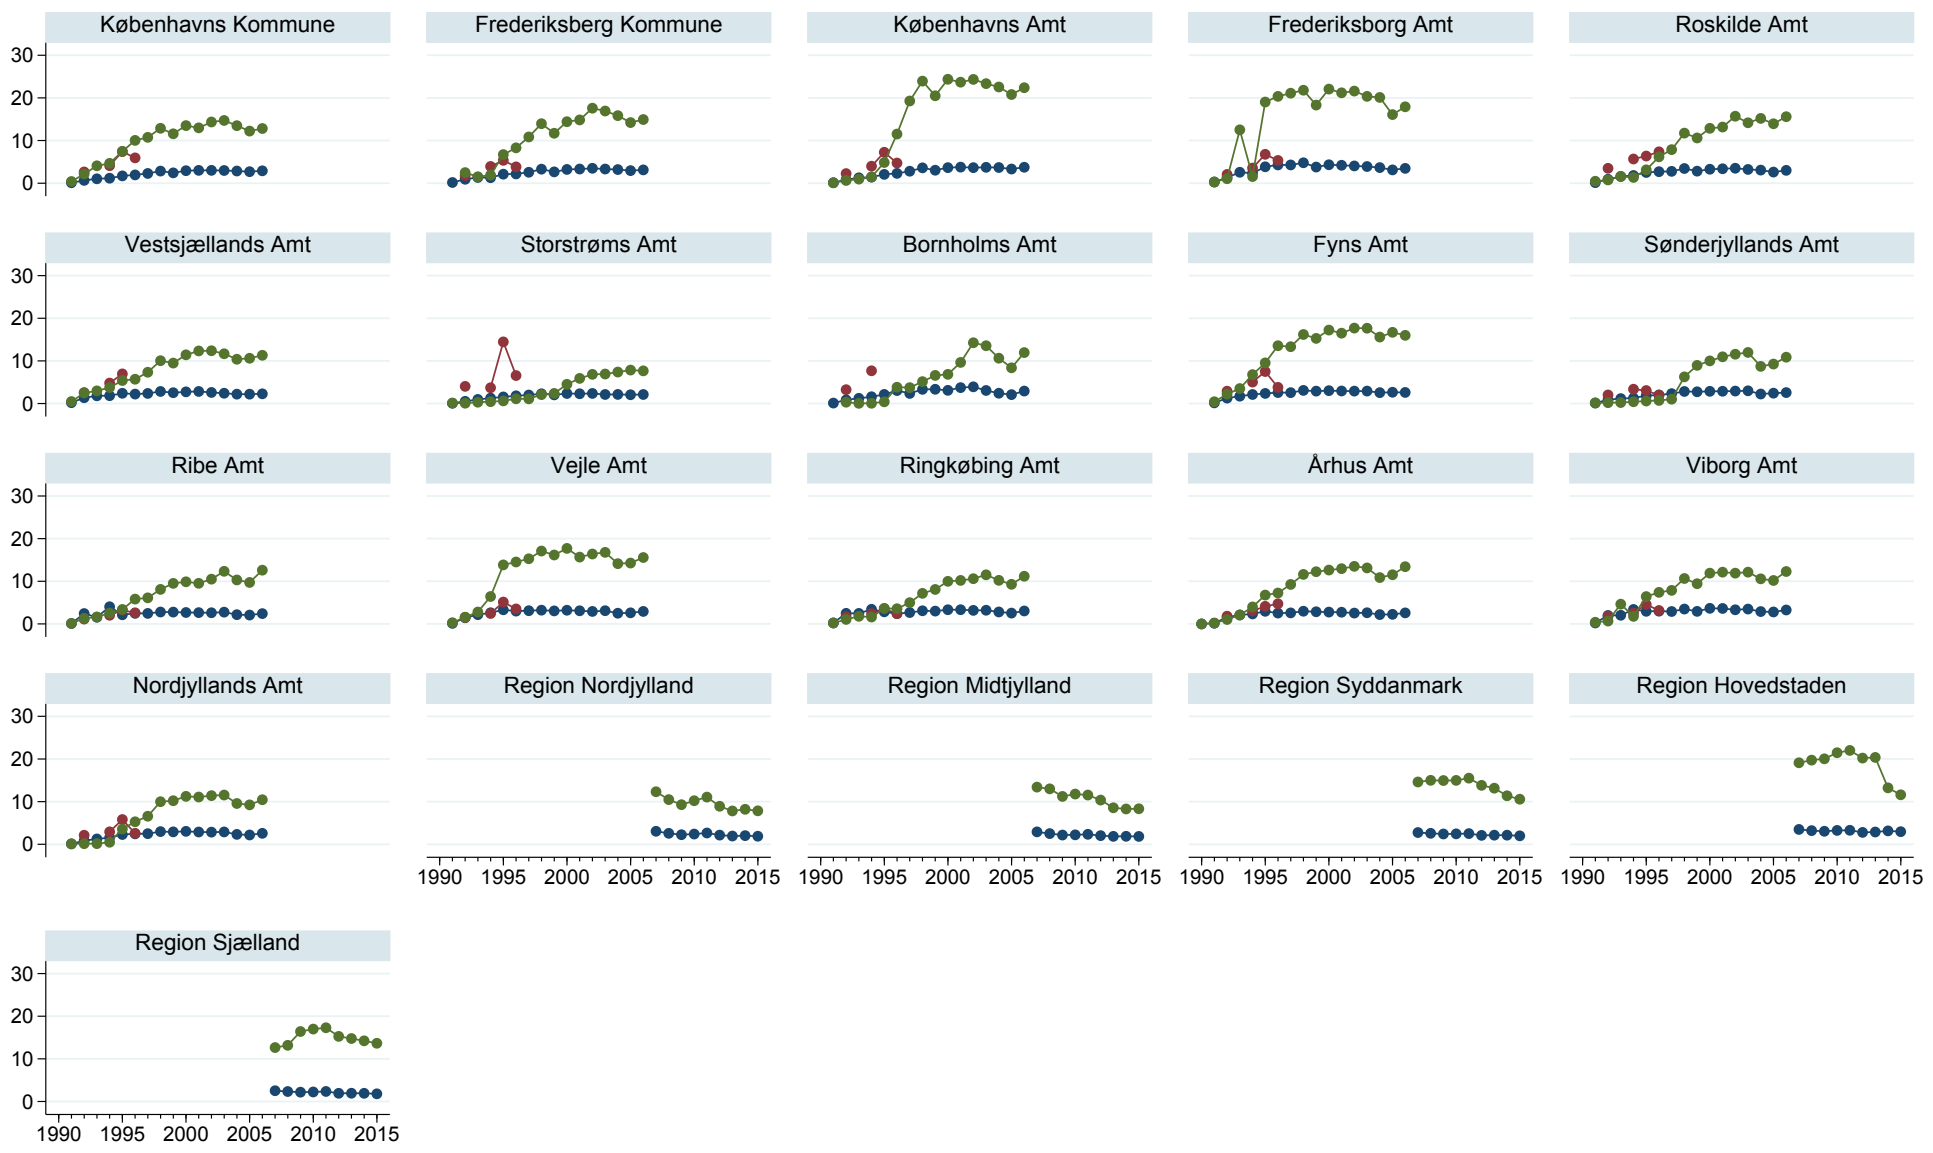 Københavns Kommune
Frederiksberg Kommune
Københavns Amt
Frederiksborg Amt
Roskilde Amt
30
20
10
0
Vestsjællands Amt
Storstrøms Amt
Bornholms Amt
Fyns Amt
Sønderjyllands Amt
30
20
10
0
Ribe Amt
Vejle Amt
Ringkøbing Amt
Århus Amt
Viborg Amt
30
20
10
0
Nordjyllands Amt
Region Nordjylland
Region Midtjylland
Region Syddanmark
Region Hovedstaden
30
20
10
0
1990 1995 2000 2005 2010 2015
1990 1995 2000 2005 2010 2015
1990 1995 2000 2005 2010 2015
1990 1995 2000 2005 2010 2015
Region Sjælland
30
20
10
0
1990 1995 2000 2005 2010 2015